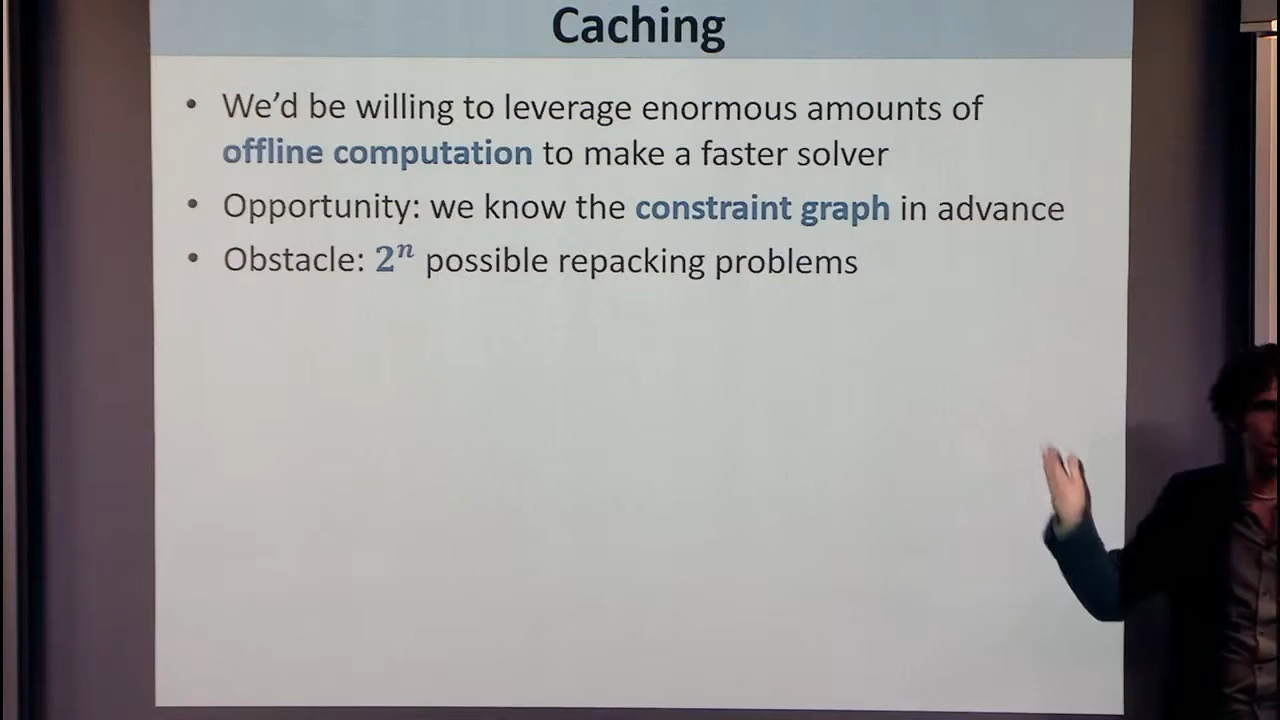 Caching
• We'd be willing to leverage enormous amounts of
offline computation to make a faster solver
• Opportunity: we know the constraint graph in advance
• Obstacle: 2ⁿ possible repacking problems